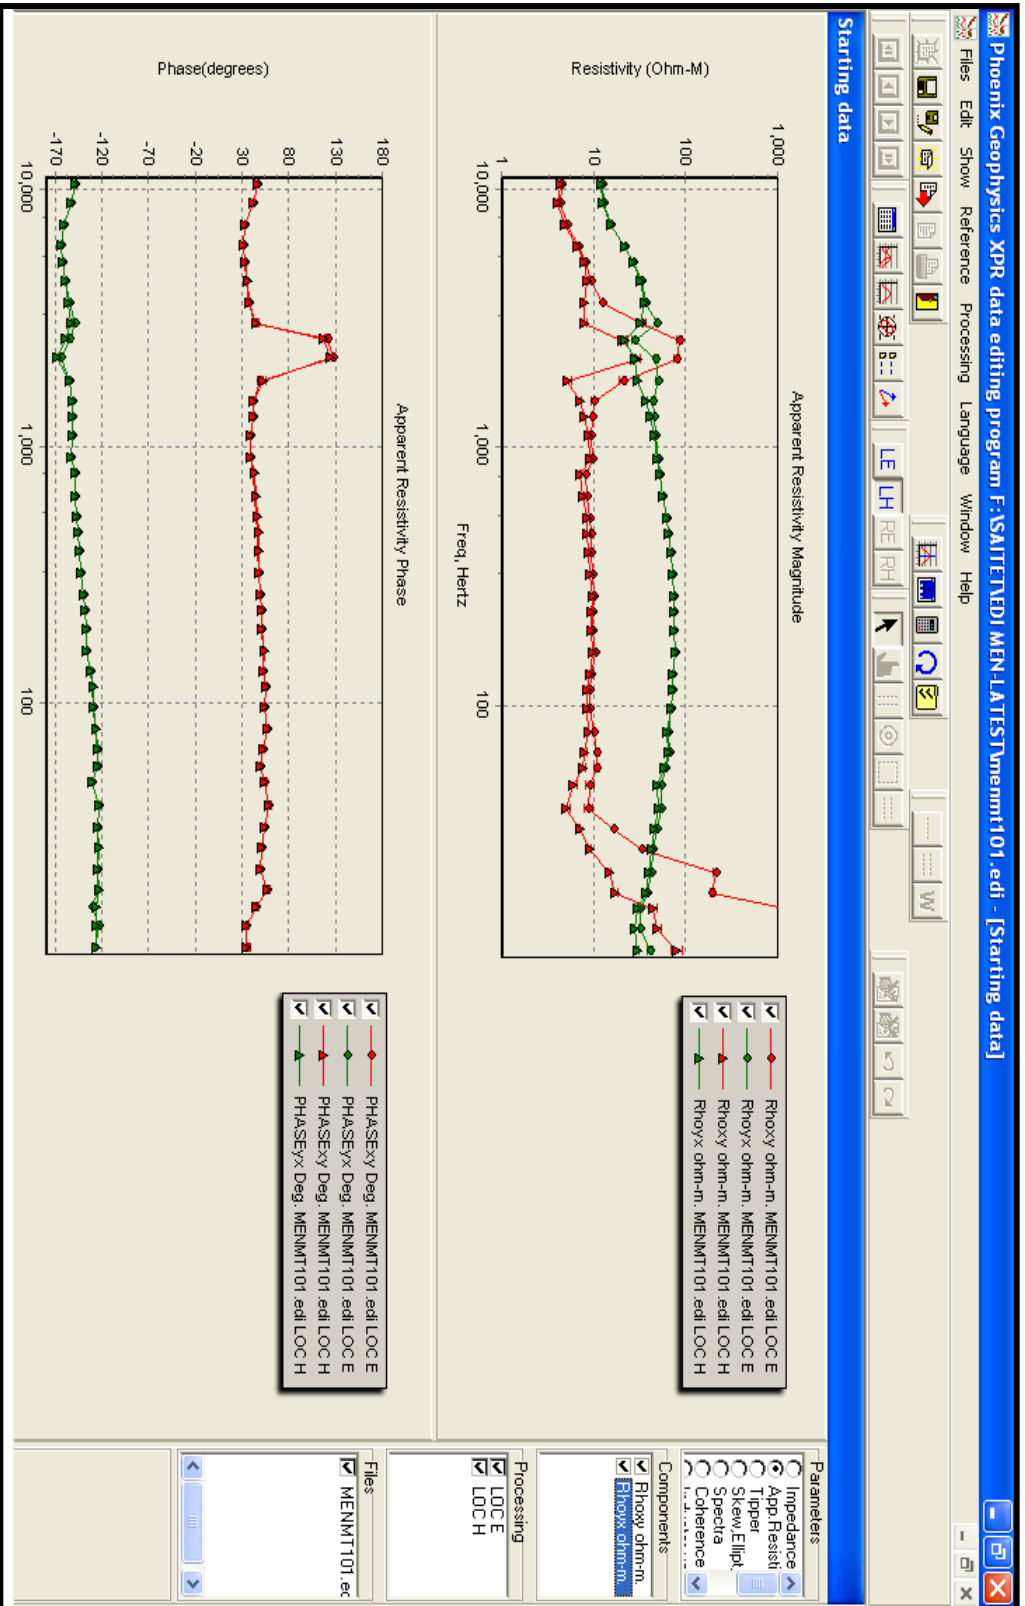 Phoenix Geophysics XPR data editing program F:\SAITET\EDI MEN-LATEST\menmt101.edi - [Starting data]
Files Edit Show Reference Processing Language Window Help
LE LH RE RH
W
Starting data
Apparent Resistivity Magnitude
Resistivity (Ohm-M)
1,000
100
10
1
10,000
1,000
100
Freq, Hertz
Rhoxy ohm-m. MENMT101.edi LOC E
Rhoyx ohm-m. MENMT101.edi LOC E
Rhoxy ohm-m. MENMT101.edi LOC H
Rhoyx ohm-m. MENMT101.edi LOC H
Apparent Resistivity Phase
Phase(degrees)
180
130
80
30
-20
-70
-120
-170
10,000
1,000
100
PHASExy Deg. MENMT101.edi LOC E
PHASEyx Deg. MENMT101.edi LOC E
PHASExy Deg. MENMT101.edi LOC H
PHASEyx Deg. MENMT101.edi LOC H
Parameters
Impedance
App.Resisti
Tipper
Skew,Ellipt.
Spectra
Coherence
Components
Rhoxy ohm-m.
Rhoyx ohm-m.
Processing
LOC E
LOC H
Files
MENMT101.ec